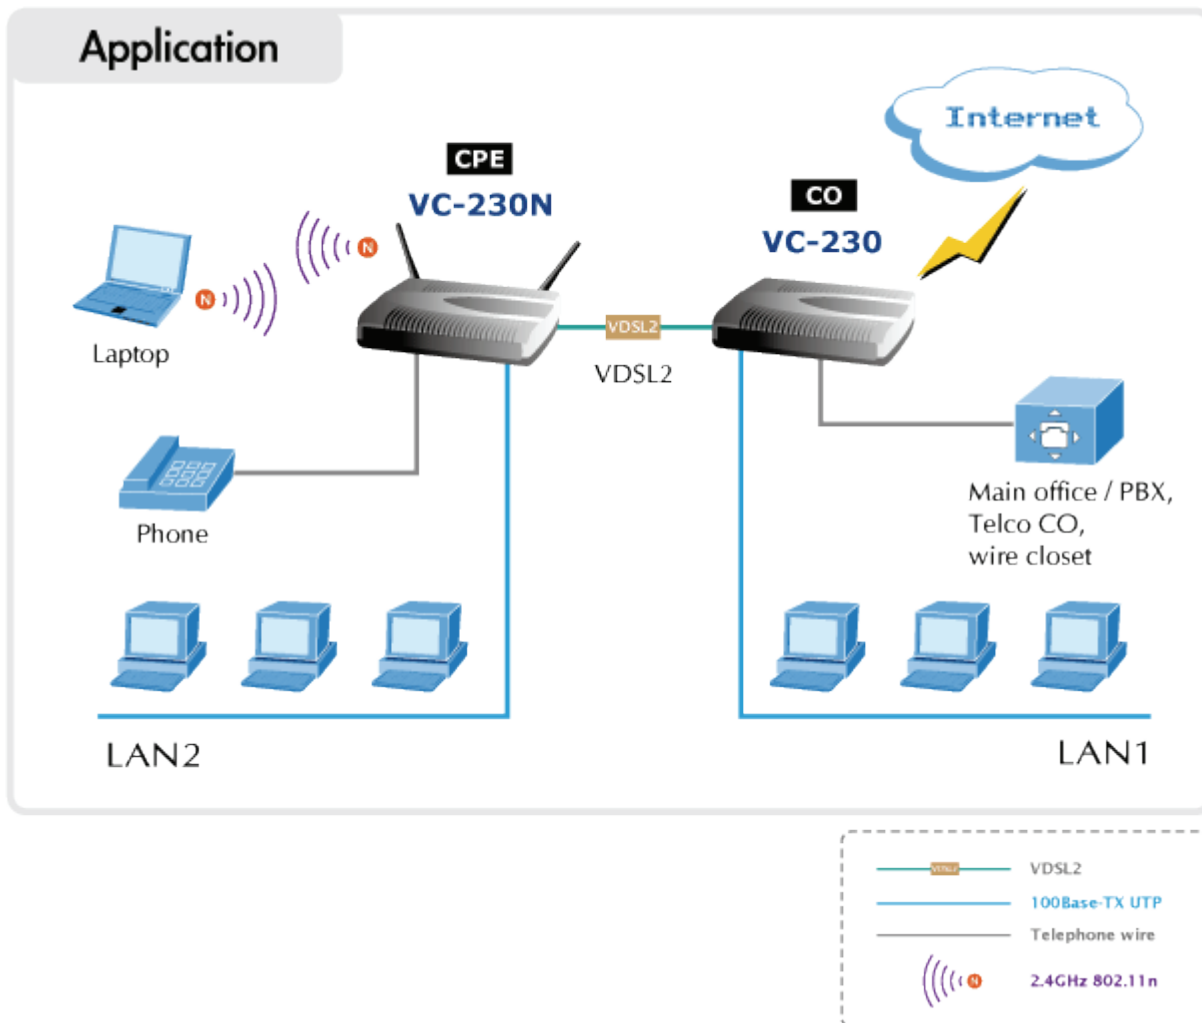 Application
Internet
CPE
VC-230N
CO
VC-230
N
N
Laptop
VDSL2
VDSL2
Phone
Main office / PBX,
Telco CO,
wire closet
LAN2
LAN1
VDSL2
VDSL2
100Base-TX UTP
Telephone wire
N
2.4GHz 802.11n